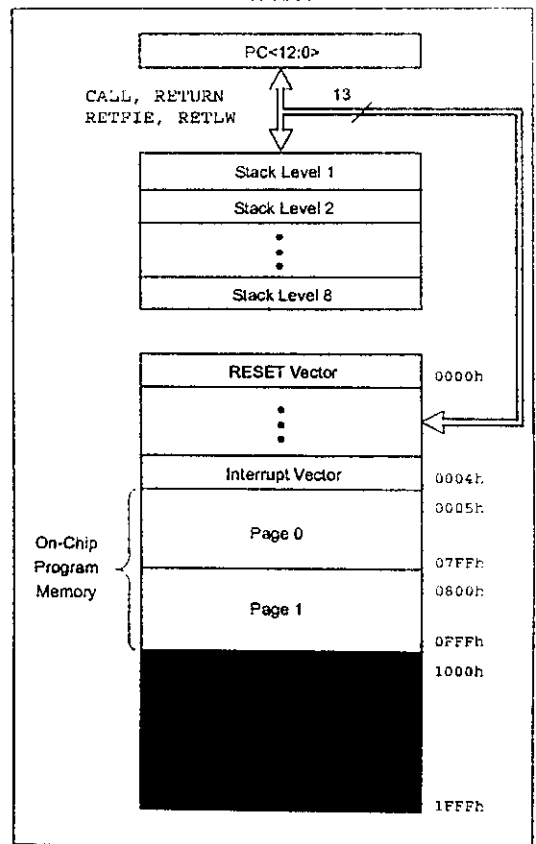 PC<12:0>
CALL, RETURN
RETFIE, RETLW
13
Stack Level 1
Stack Level 2
Stack Level 8
RESET Vector
0000h
Interrupt Vector
0004h
0005h
On-Chip
Program
Memory
Page 0
07FFh
0800h
Page 1
0FFFh
1000h
1FFFh